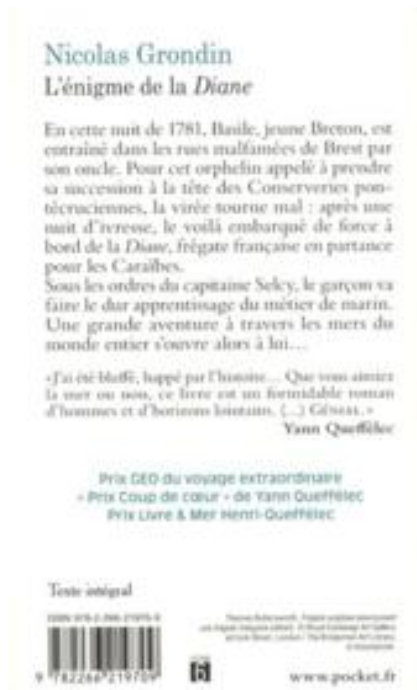 Nicolas Grondin
L'énigme de la Diane
En cette nuit de 1781, Basile, jeune Breton, est
entraîné dans les rues malfamées de Brest par
son oncle. Pour cet orphelin appelé à prendre
sa succession à la tête des Conserveries pon-
técruciennes, la virée tourne mal : après une
nuit d'ivresse, le voilà embarqué de force à
bord de la Diane, frégate française en partance
pour les Caraïbes.
Sous les ordres du capitaine Selcy, le garçon va
faire le dur apprentissage du métier de marin.
Une grande aventure à travers les mers du
monde entier s'ouvre alors à lui…
«J'ai été bluffé, happé par l'histoire… Que vous aimiez
la mer ou non, ce livre est un formidable roman
d'hommes et d'horizons lointains. (…) GÉNIAL.»
Yann Queffélec
Prix GEO du voyage extraordinaire
« Prix Coup de cœur » de Yann Queffélec
Prix Livre & Mer Henri-Queffélec
Texte intégral
9 782266 219709
www.pocket.fr